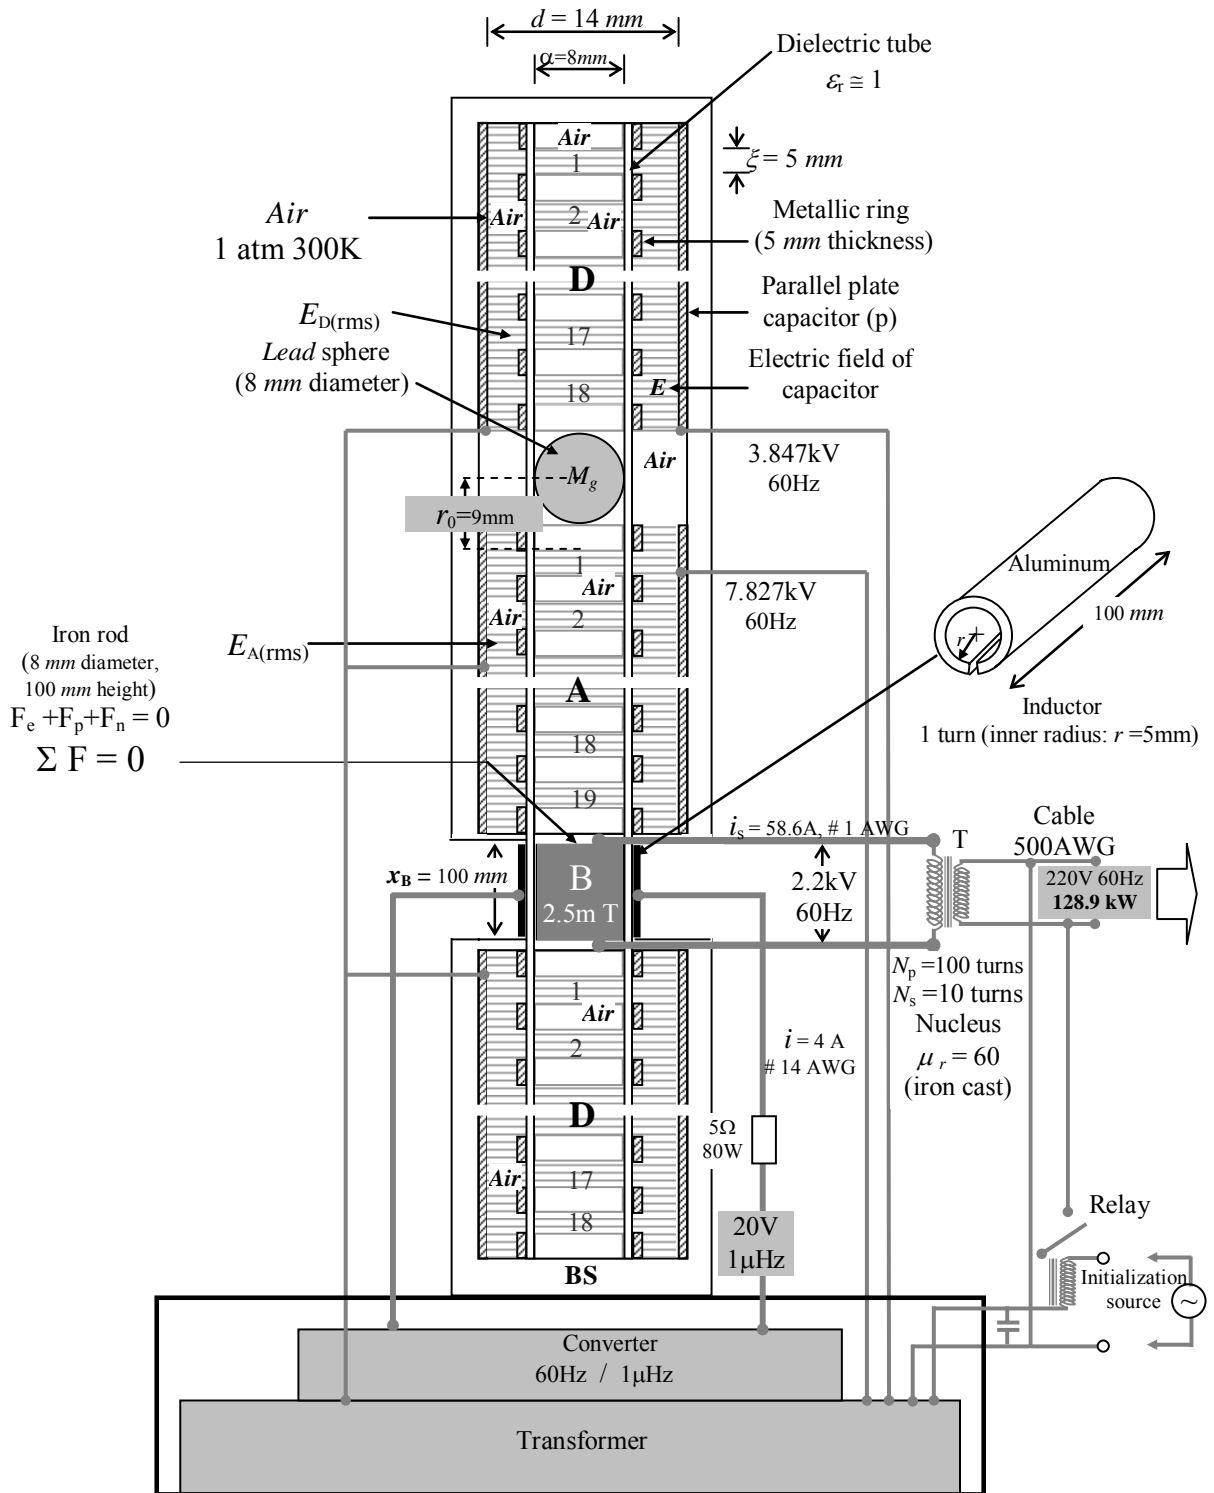 d = 14 mm
α=8mm
Dielectric tube
εr ≅ 1
Air
1
ξ = 5 mm
Air
1 atm 300K
Air
2
Air
Metallic ring
(5 mm thickness)
D
Parallel plate
capacitor (p)
ED(rms)
Lead sphere
(8 mm diameter)
17
Electric field of
capacitor
18
E
Mg
Air
3.847kV
60Hz
r0=9mm
1
Air
Aluminum
100 mm
r
7.827kV
60Hz
Air
2
Iron rod
(8 mm diameter,
100 mm height)
Fe +Fp+Fn = 0
Σ F = 0
EA(rms)
A
Inductor
1 turn (inner radius: r =5mm)
18
19
is = 58.6A, # 1 AWG
T
Cable
500AWG
xB = 100 mm
B
2.5m T
2.2kV
60Hz
220V 60Hz
128.9 kW
Np =100 turns
Ns =10 turns
Nucleus
μ r = 60
(iron cast)
1
Air
2
i = 4 A
# 14 AWG
D
5Ω
80W
Air
17
18
20V
1μHz
Relay
BS
Initialization
source
~
Converter
60Hz / 1μHz
Transformer